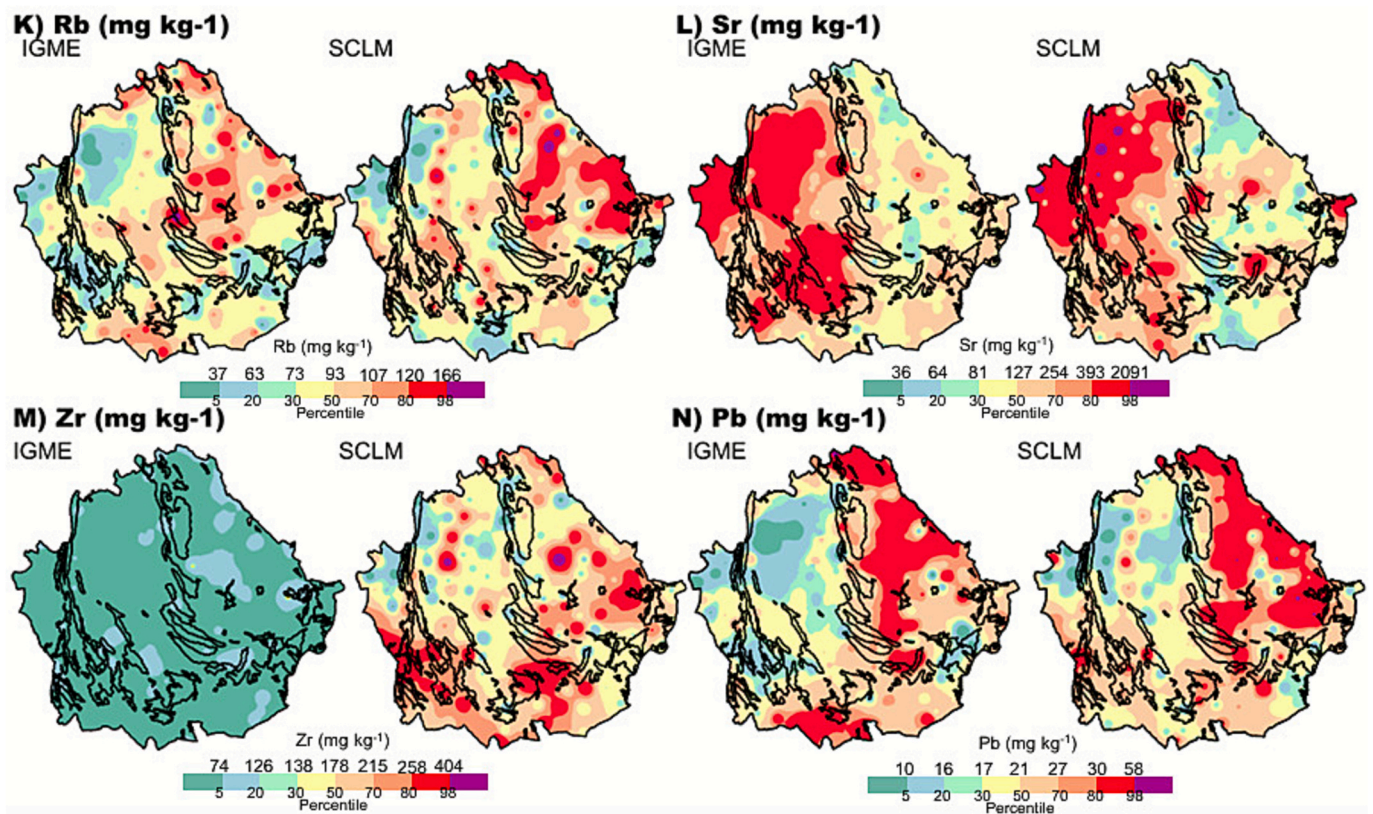 K) Rb (mg kg-1)
IGME
SCLM
Rb (mg kg⁻¹)
37 63 73 93 107 120 166
5 20 30 50 70 80 98
Percentile
L) Sr (mg kg-1)
IGME
SCLM
Sr (mg kg⁻¹)
36 64 81 127 254 393 2091
5 20 30 50 70 80 98
Percentile
M) Zr (mg kg-1)
IGME
SCLM
Zr (mg kg⁻¹)
74 126 138 178 215 258 404
5 20 30 50 70 80 98
Percentile
N) Pb (mg kg-1)
IGME
SCLM
Pb (mg kg⁻¹)
10 16 17 21 27 30 58
5 20 30 50 70 80 98
Percentile